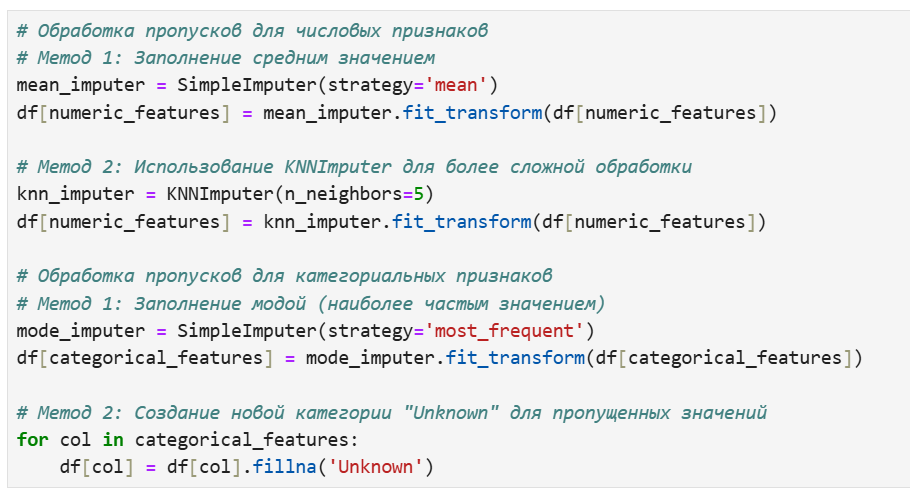 # Обработка пропусков для числовых признаков
# Метод 1: Заполнение средним значением
mean_imputer = SimpleImputer(strategy='mean')
df[numeric_features] = mean_imputer.fit_transform(df[numeric_features])
# Метод 2: Использование KNNImputer для более сложной обработки
knn_imputer = KNNImputer(n_neighbors=5)
df[numeric_features] = knn_imputer.fit_transform(df[numeric_features])
# Обработка пропусков для категориальных признаков
# Метод 1: Заполнение модой (наиболее частым значением)
mode_imputer = SimpleImputer(strategy='most_frequent')
df[categorical_features] = mode_imputer.fit_transform(df[categorical_features])
# Метод 2: Создание новой категории "Unknown" для пропущенных значений
for col in categorical_features:
    df[col] = df[col].fillna('Unknown')